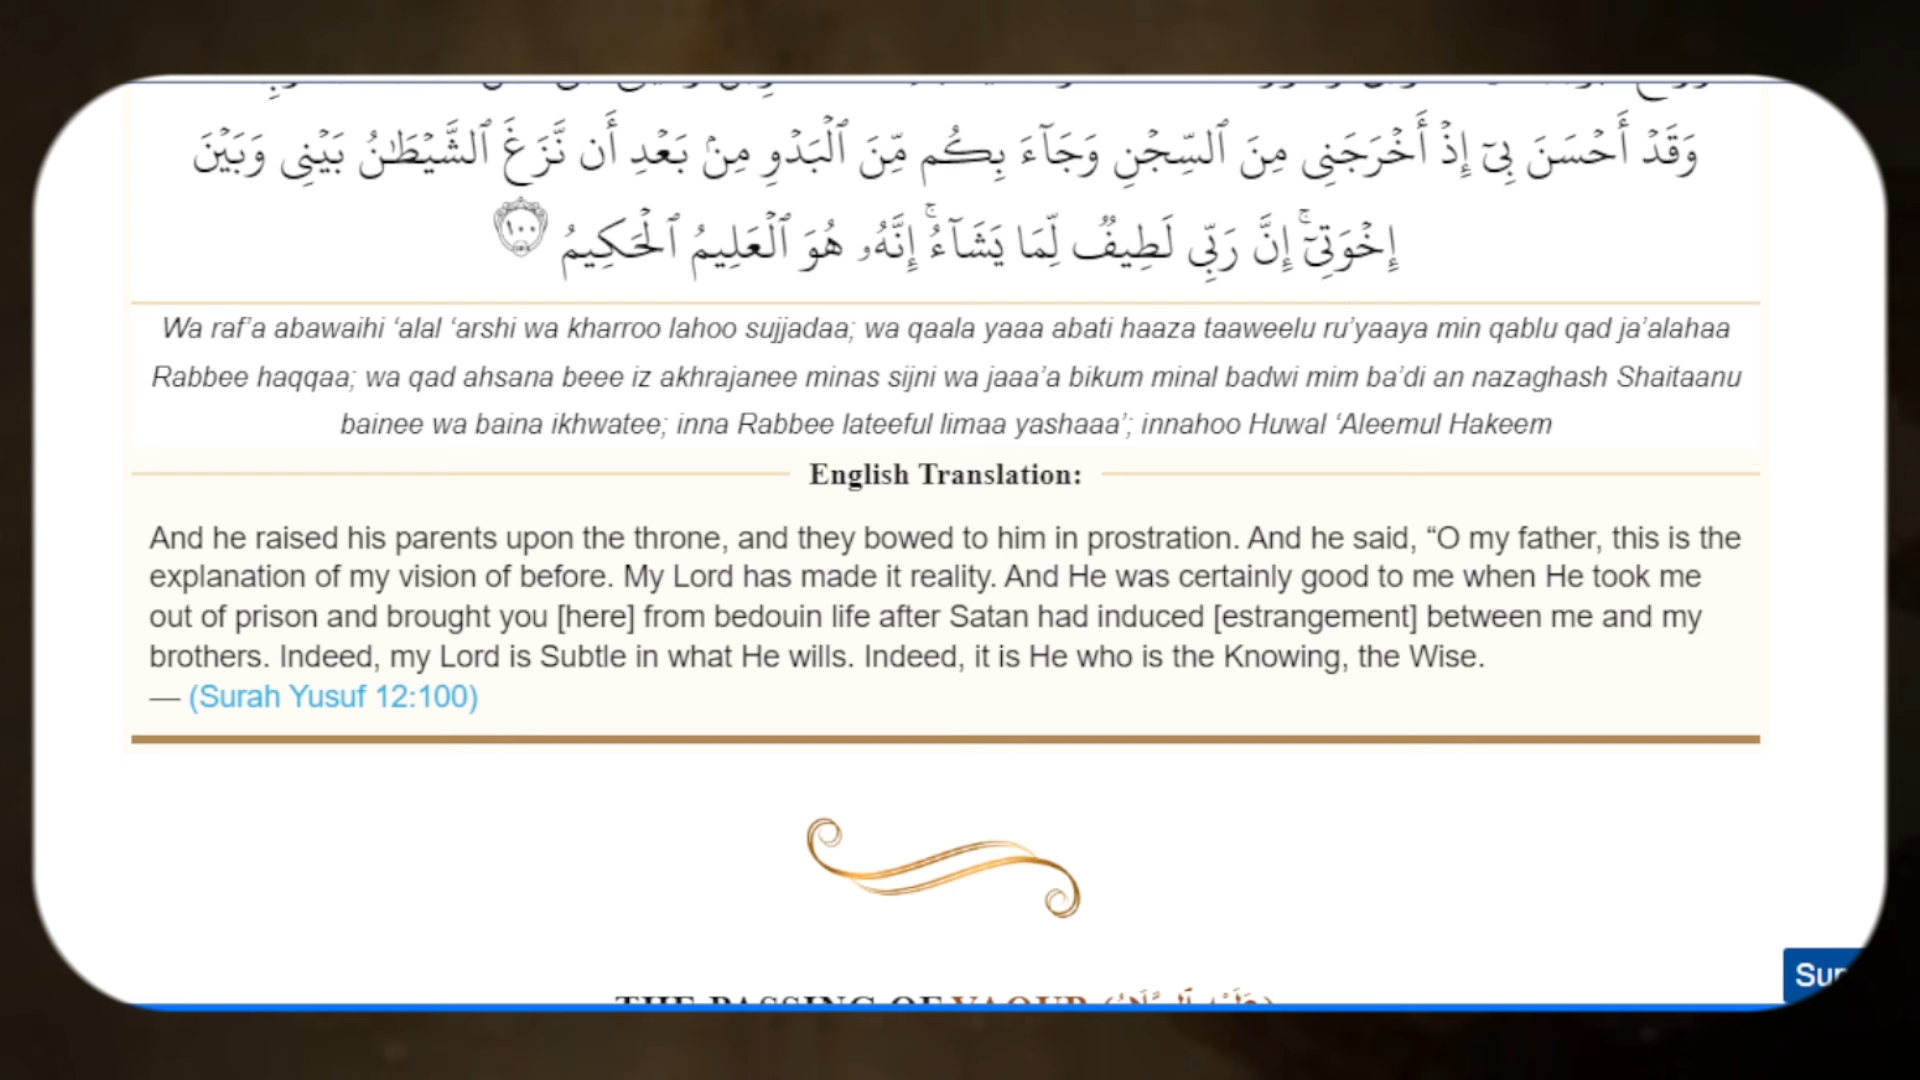 وَقَدْ أَحْسَنَ بِىٓ إِذْ أَخْرَجَنِى مِنَ ٱلسِّجْنِ وَجَآءَ بِكُم مِّنَ ٱلْبَدْوِ مِنۢ بَعْدِ أَن نَّزَغَ ٱلشَّيْطَـٰنُ بَيْنِى وَبَيْنَ
إِخْوَتِىٓ ۚ إِنَّ رَبِّى لَطِيفٌ لِّمَا يَشَآءُ ۚ إِنَّهُۥ هُوَ ٱلْعَلِيمُ ٱلْحَكِيمُ ١٠٠
Wa raf’a abawaihi ‘alal ‘arshi wa kharroo lahoo sujjadaa; wa qaala yaaa abati haaza taaweelu ru’yaaya min qablu qad ja’alahaa
Rabbee haqqaa; wa qad ahsana beee iz akhrajanee minas sijni wa jaaa’a bikum minal badwi mim ba’di an nazaghash Shaitaanu
bainee wa baina ikhwatee; inna Rabbee lateeful limaa yashaaa’; innahoo Huwal ‘Aleemul Hakeem
English Translation:
And he raised his parents upon the throne, and they bowed to him in prostration. And he said, “O my father, this is the
explanation of my vision of before. My Lord has made it reality. And He was certainly good to me when He took me
out of prison and brought you [here] from bedouin life after Satan had induced [estrangement] between me and my
brothers. Indeed, my Lord is Subtle in what He wills. Indeed, it is He who is the Knowing, the Wise.
— (Surah Yusuf 12:100)
THE PASSING OF YAQUB